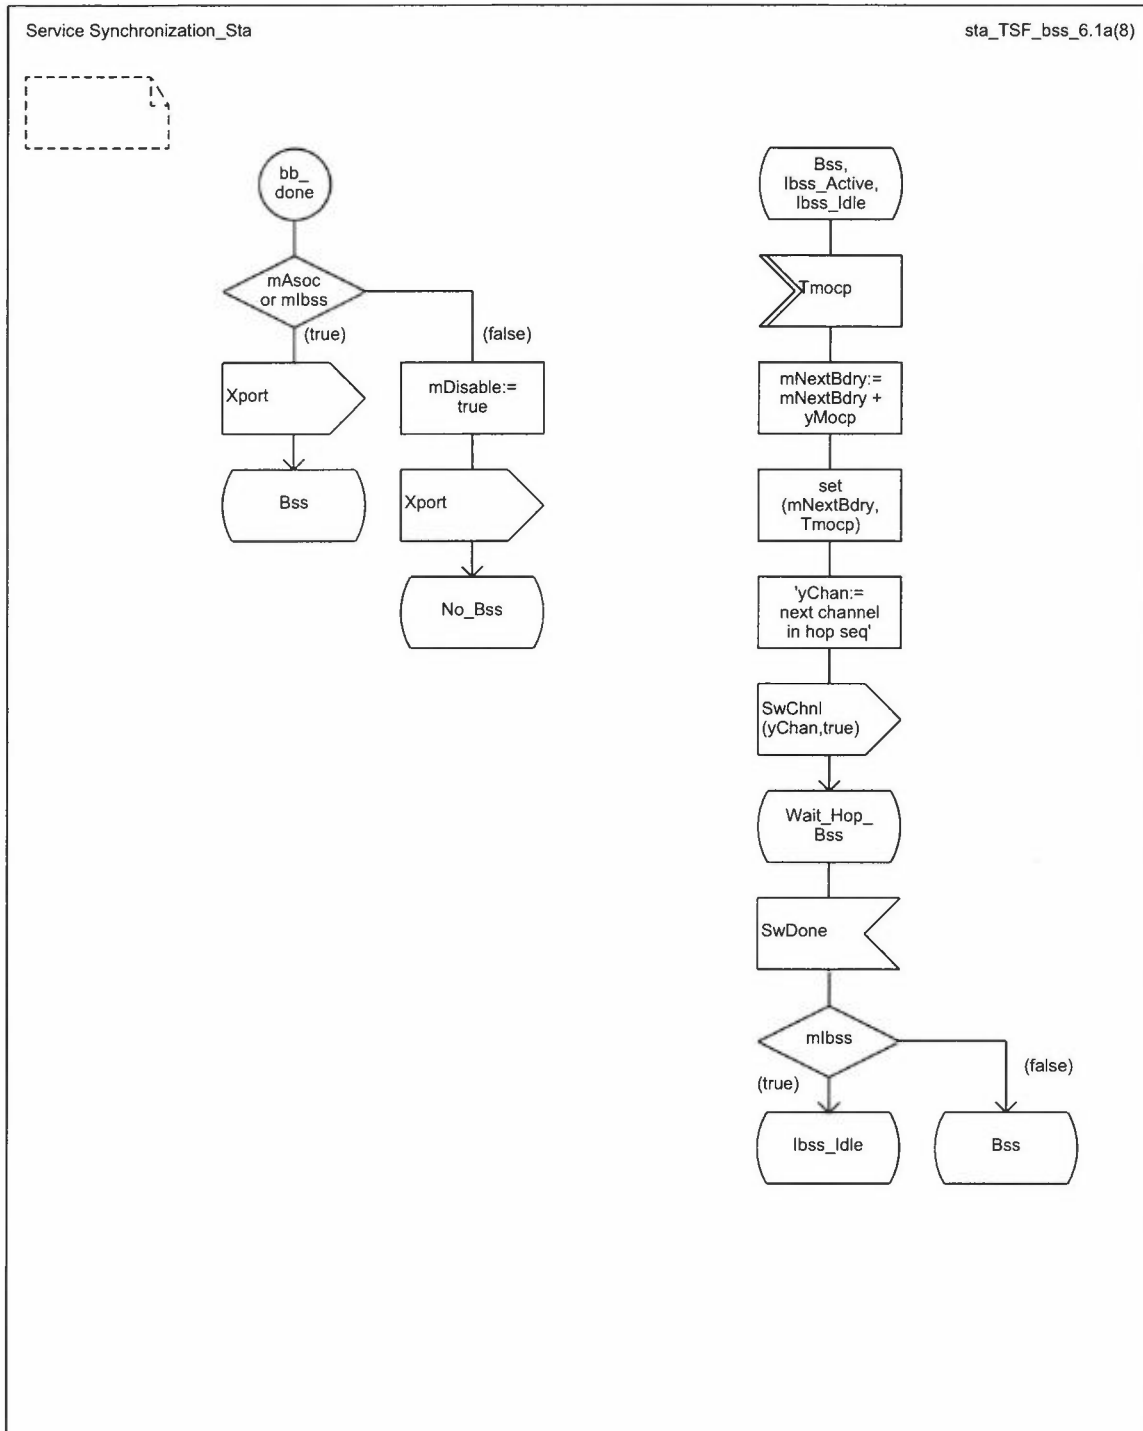 Service Synchronization_Sta
sta_TSF_bss_6.1a(8)
bb_
done
mAsoc
or mIbss
(true)
(false)
Xport
mDisable:=
true
Bss
Xport
No_Bss
Bss,
Ibss_Active,
Ibss_Idle
Tmocp
mNextBdry:=
mNextBdry +
yMocp
set
(mNextBdry,
Tmocp)
'yChan:=
next channel
in hop seq'
SwChnl
(yChan,true)
Wait_Hop_
Bss
SwDone
mIbss
(true)
(false)
Ibss_Idle
Bss